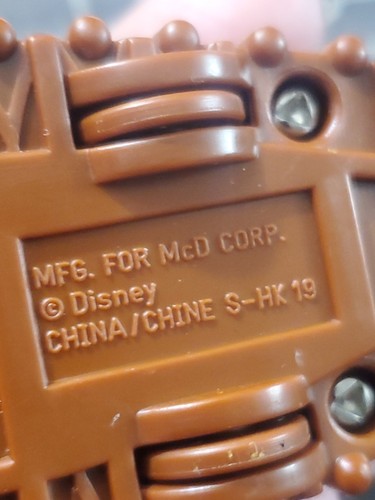 MFG. FOR McD CORP.
© Disney
CHINA/CHINE S-HK 19